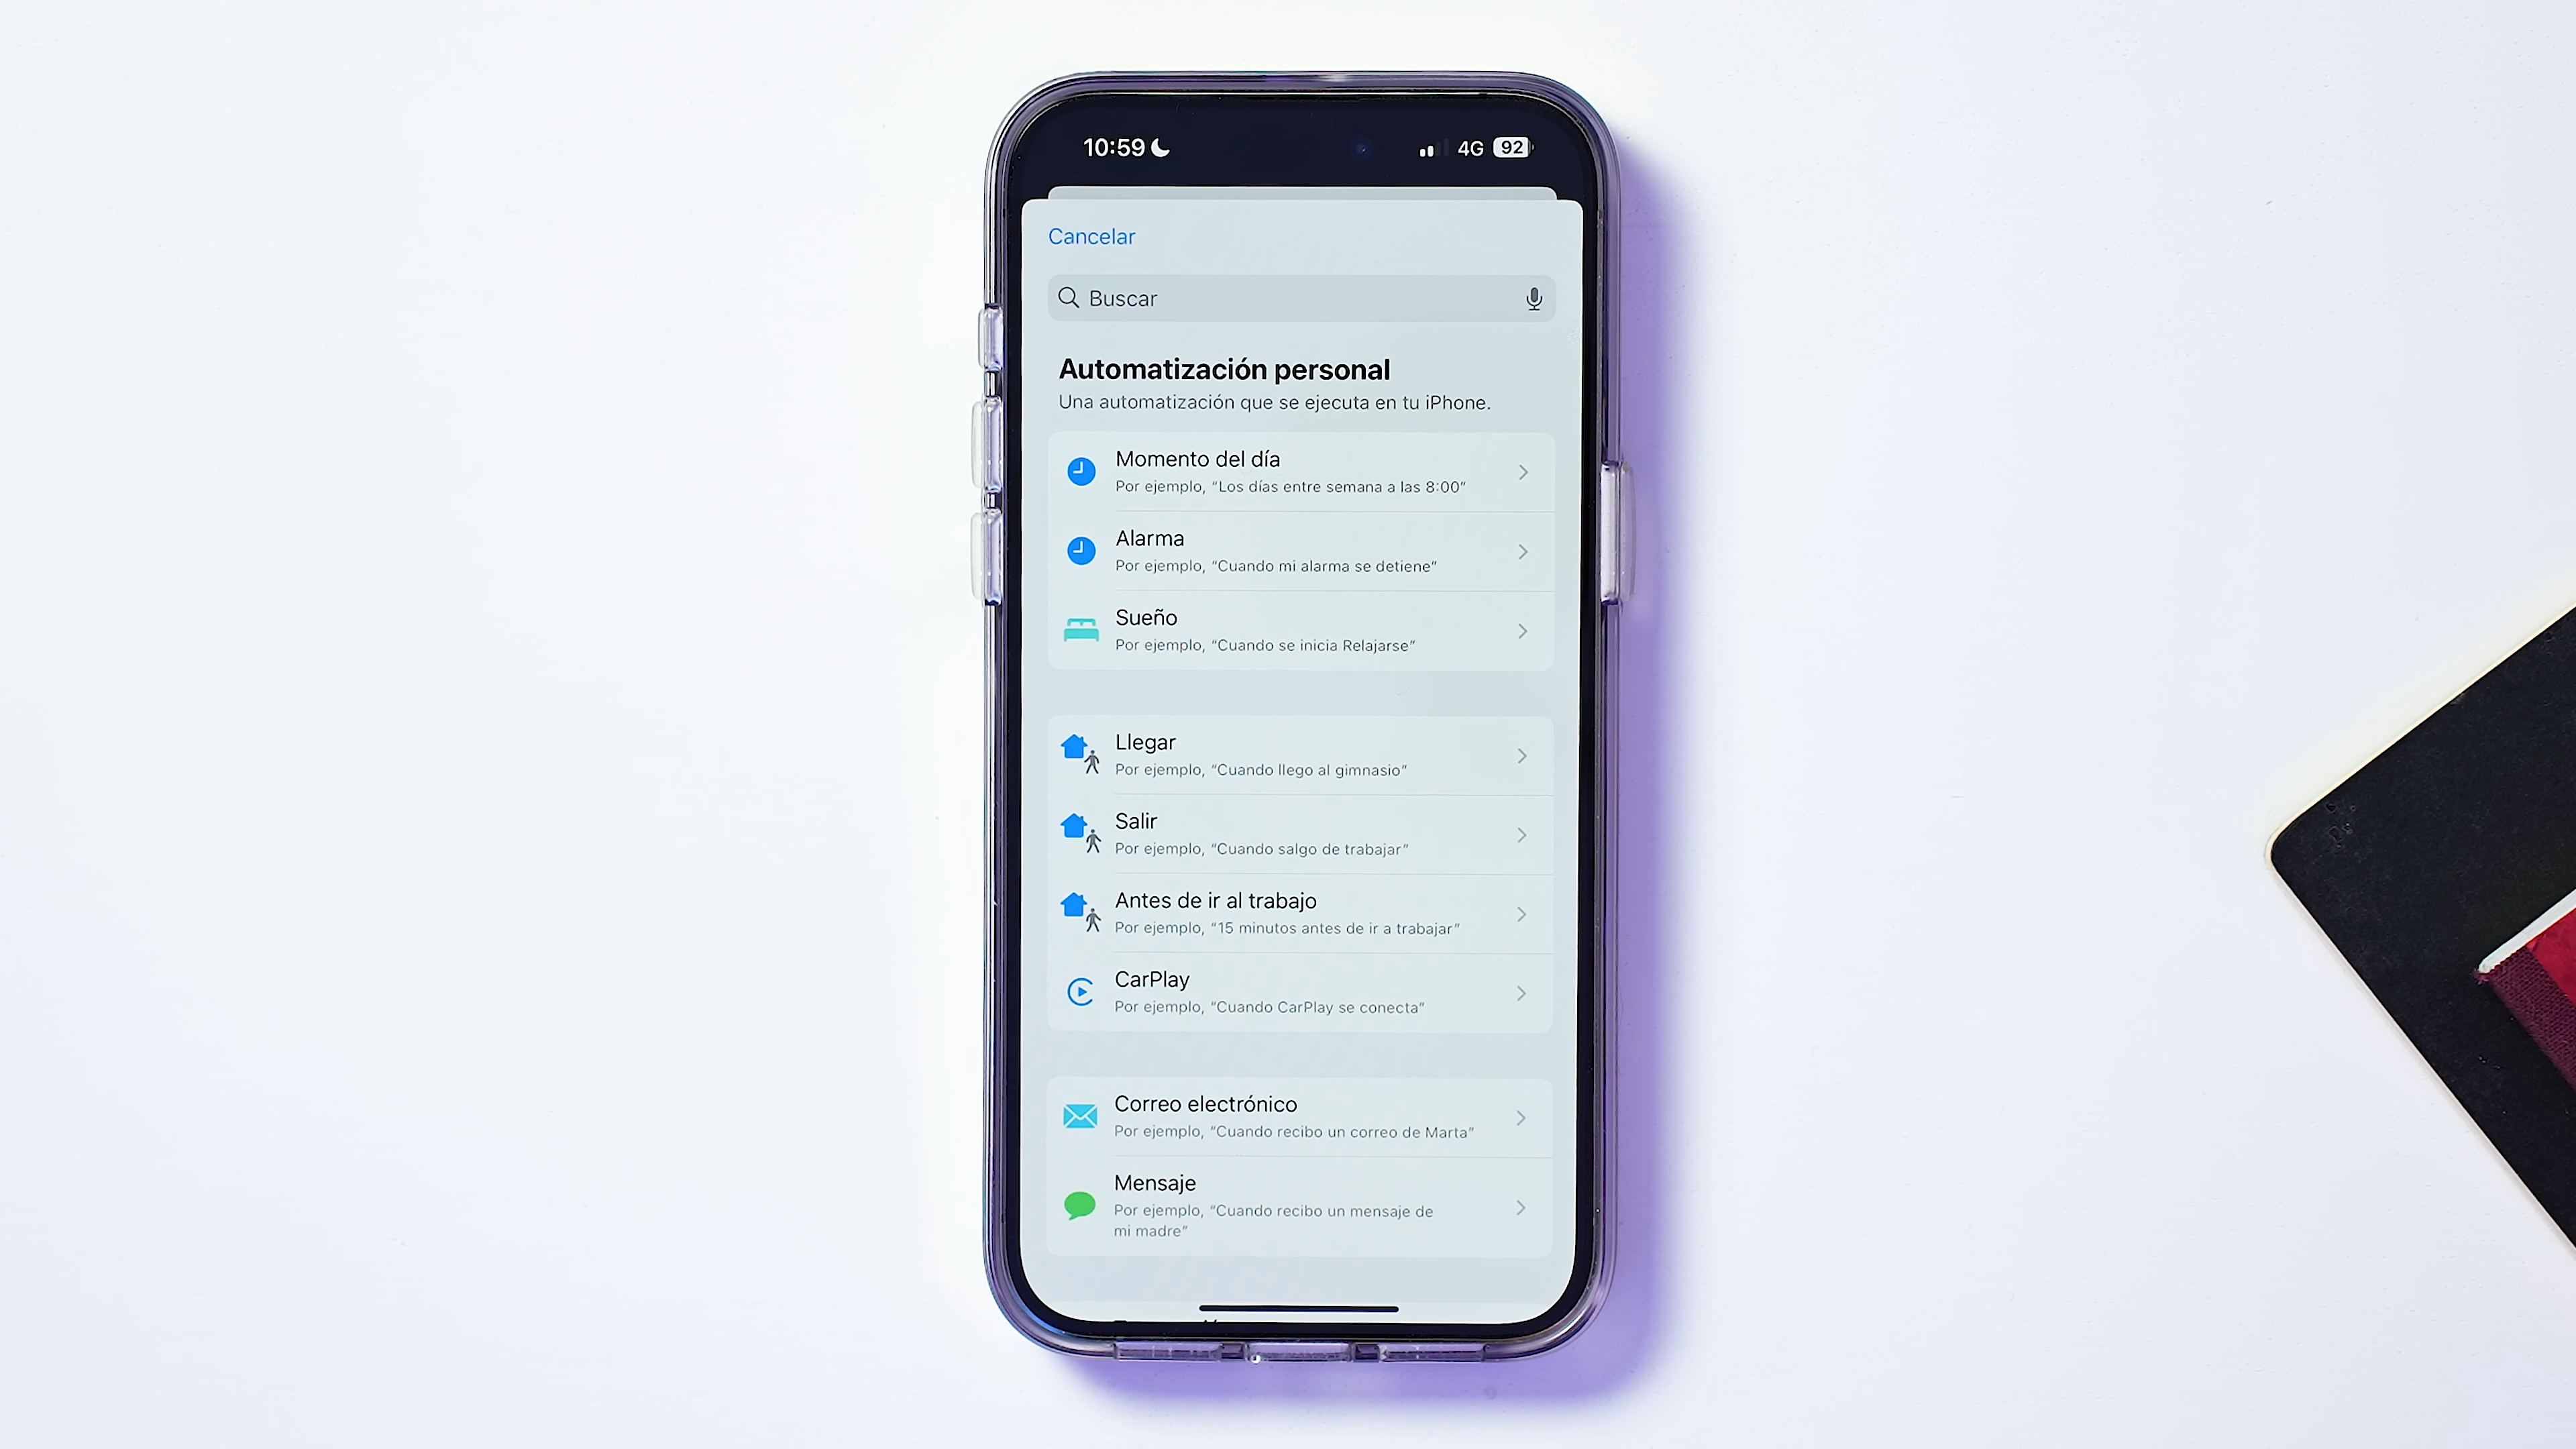 10:59
4G 92
Cancelar
Buscar
Automatización personal
Una automatización que se ejecuta en tu iPhone.
Momento del día
Por ejemplo, “Los días entre semana a las 8:00”
Alarma
Por ejemplo, “Cuando mi alarma se detiene”
Sueño
Por ejemplo, “Cuando se inicia Relajarse”
Llegar
Por ejemplo, “Cuando llego al gimnasio”
Salir
Por ejemplo, “Cuando salgo de trabajar”
Antes de ir al trabajo
Por ejemplo, “15 minutos antes de ir a trabajar”
CarPlay
Por ejemplo, “Cuando CarPlay se conecta”
Correo electrónico
Por ejemplo, “Cuando recibo un correo de Marta”
Mensaje
Por ejemplo, “Cuando recibo un mensaje de
mi madre”